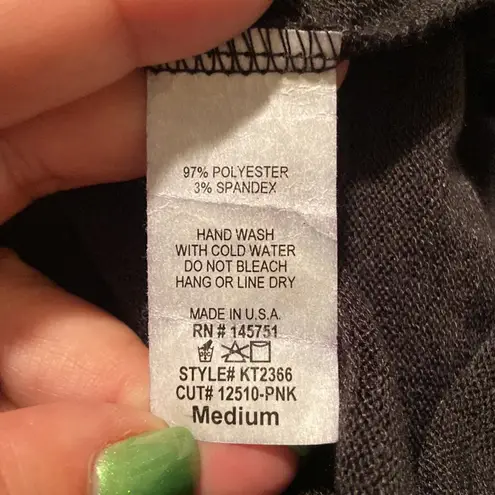 97% POLYESTER
3% SPANDEX
HAND WASH
WITH COLD WATER
DO NOT BLEACH
HANG OR LINE DRY
MADE IN U.S.A.
RN # 145751
STYLE# KT2366
CUT# 12510-PNK
Medium